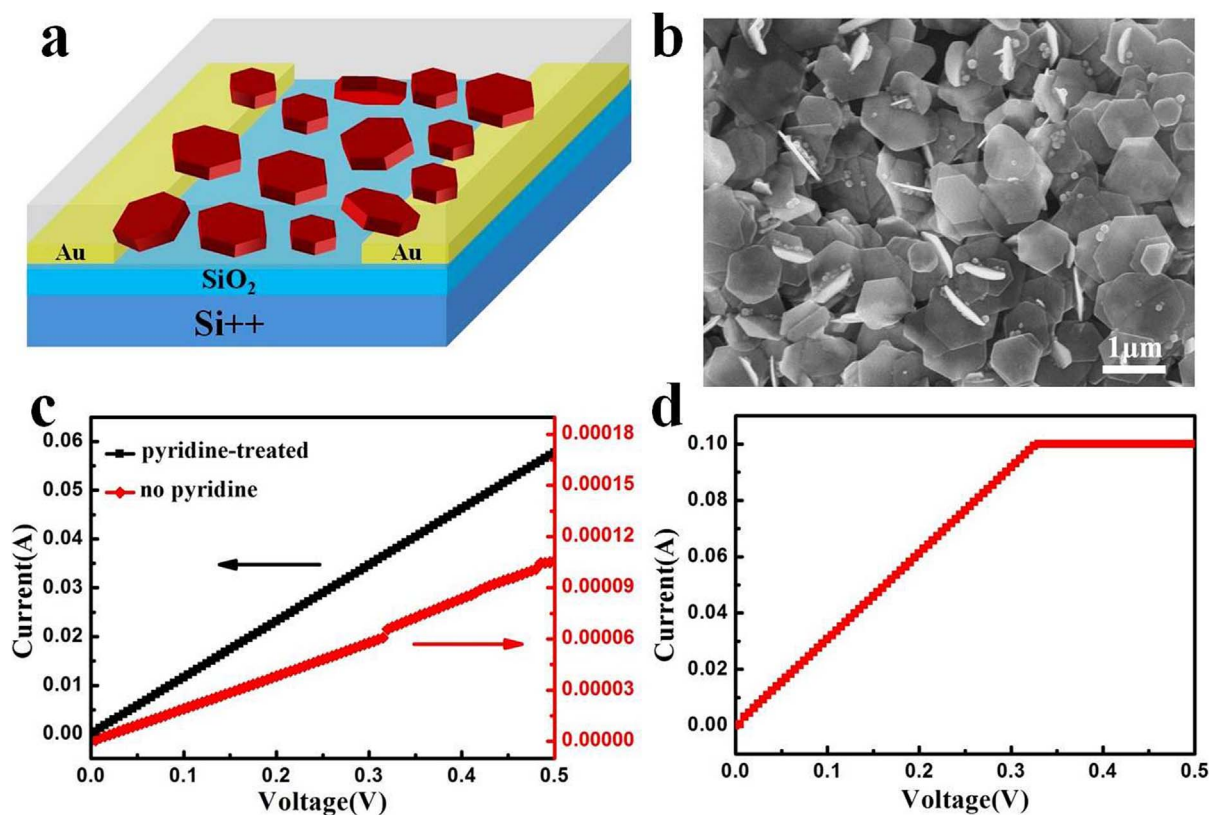 a
Au
Au
SiO2
Si++
b
1μm
c
pyridine-treated
no pyridine
Current(A)
0.06
0.05
0.04
0.03
0.02
0.01
0.00
0.00018
0.00015
0.00012
0.00009
0.00006
0.00003
0.00000
0.0 0.1 0.2 0.3 0.4 0.5
Voltage(V)
d
Current(A)
0.10
0.08
0.06
0.04
0.02
0.00
0.0 0.1 0.2 0.3 0.4 0.5
Voltage(V)